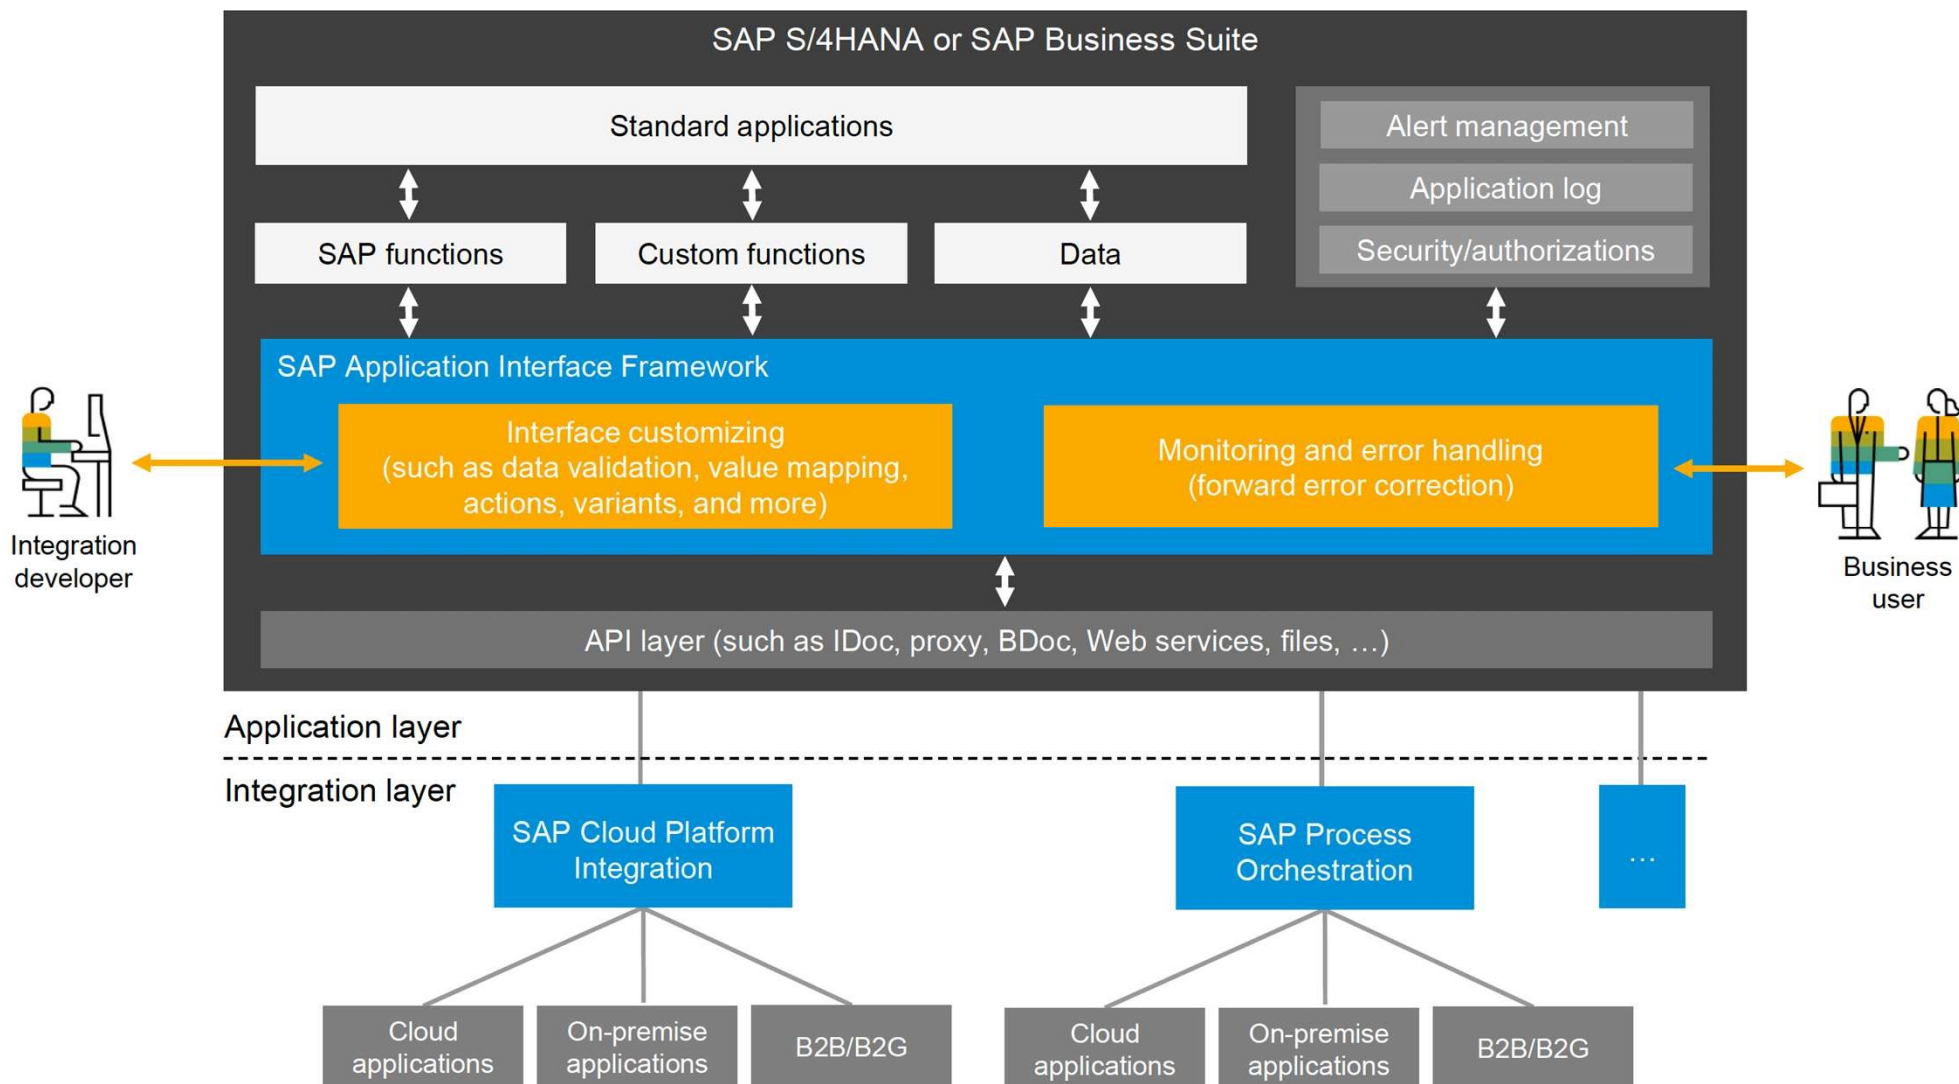 SAP S/4HANA or SAP Business Suite
Standard applications
Alert management
Application log
Security/authorizations
SAP functions
Custom functions
Data
SAP Application Interface Framework
Interface customizing
(such as data validation, value mapping,
actions, variants, and more)
Monitoring and error handling
(forward error correction)
Integration
developer
Business
user
API layer (such as IDoc, proxy, BDoc, Web services, files, …)
Application layer
Integration layer
SAP Cloud Platform
Integration
SAP Process
Orchestration
…
Cloud
applications
On-premise
applications
B2B/B2G
Cloud
applications
On-premise
applications
B2B/B2G